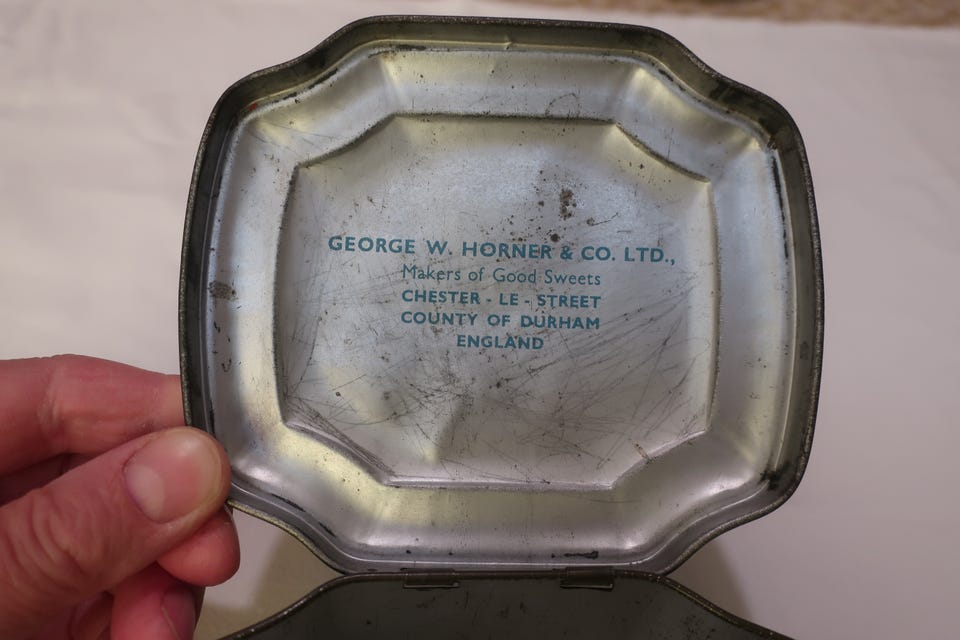 GEORGE W. HORNER & CO. LTD.,
Makers of Good Sweets
CHESTER - LE - STREET
COUNTY OF DURHAM
ENGLAND